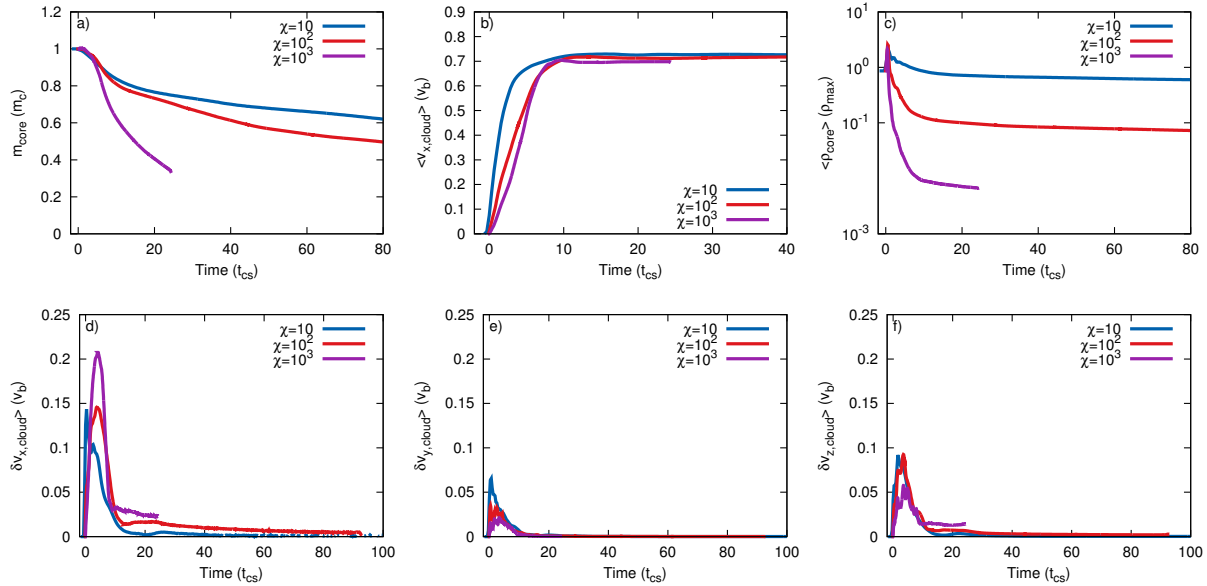 a)
χ=10
χ=10²
χ=10³
1.2
1
0.8
0.6
0.4
0.2
0
0 20 40 60 80
m_core (m_c)
Time (t_cs)
b)
χ=10
χ=10²
χ=10³
0.9
0.8
0.7
0.6
0.5
0.4
0.3
0.2
0.1
0
0 10 20 30 40
<v_x,cloud> (v_b)
Time (t_cs)
c)
χ=10
χ=10²
χ=10³
10¹
10⁰
10⁻¹
10⁻³
0 20 40 60 80
<ρ_core> (ρ_max)
Time (t_cs)
d)
χ=10
χ=10²
χ=10³
0.25
0.2
0.15
0.1
0.05
0
0 20 40 60 80 100
δv_x,cloud> (v_b)
Time (t_cs)
e)
χ=10
χ=10²
χ=10³
0.25
0.2
0.15
0.1
0.05
0
0 20 40 60 80 100
δv_y,cloud> (v_b)
Time (t_cs)
f)
χ=10
χ=10²
χ=10³
0.25
0.2
0.15
0.1
0.05
0
0 20 40 60 80 100
δv_z,cloud> (v_b)
Time (t_cs)